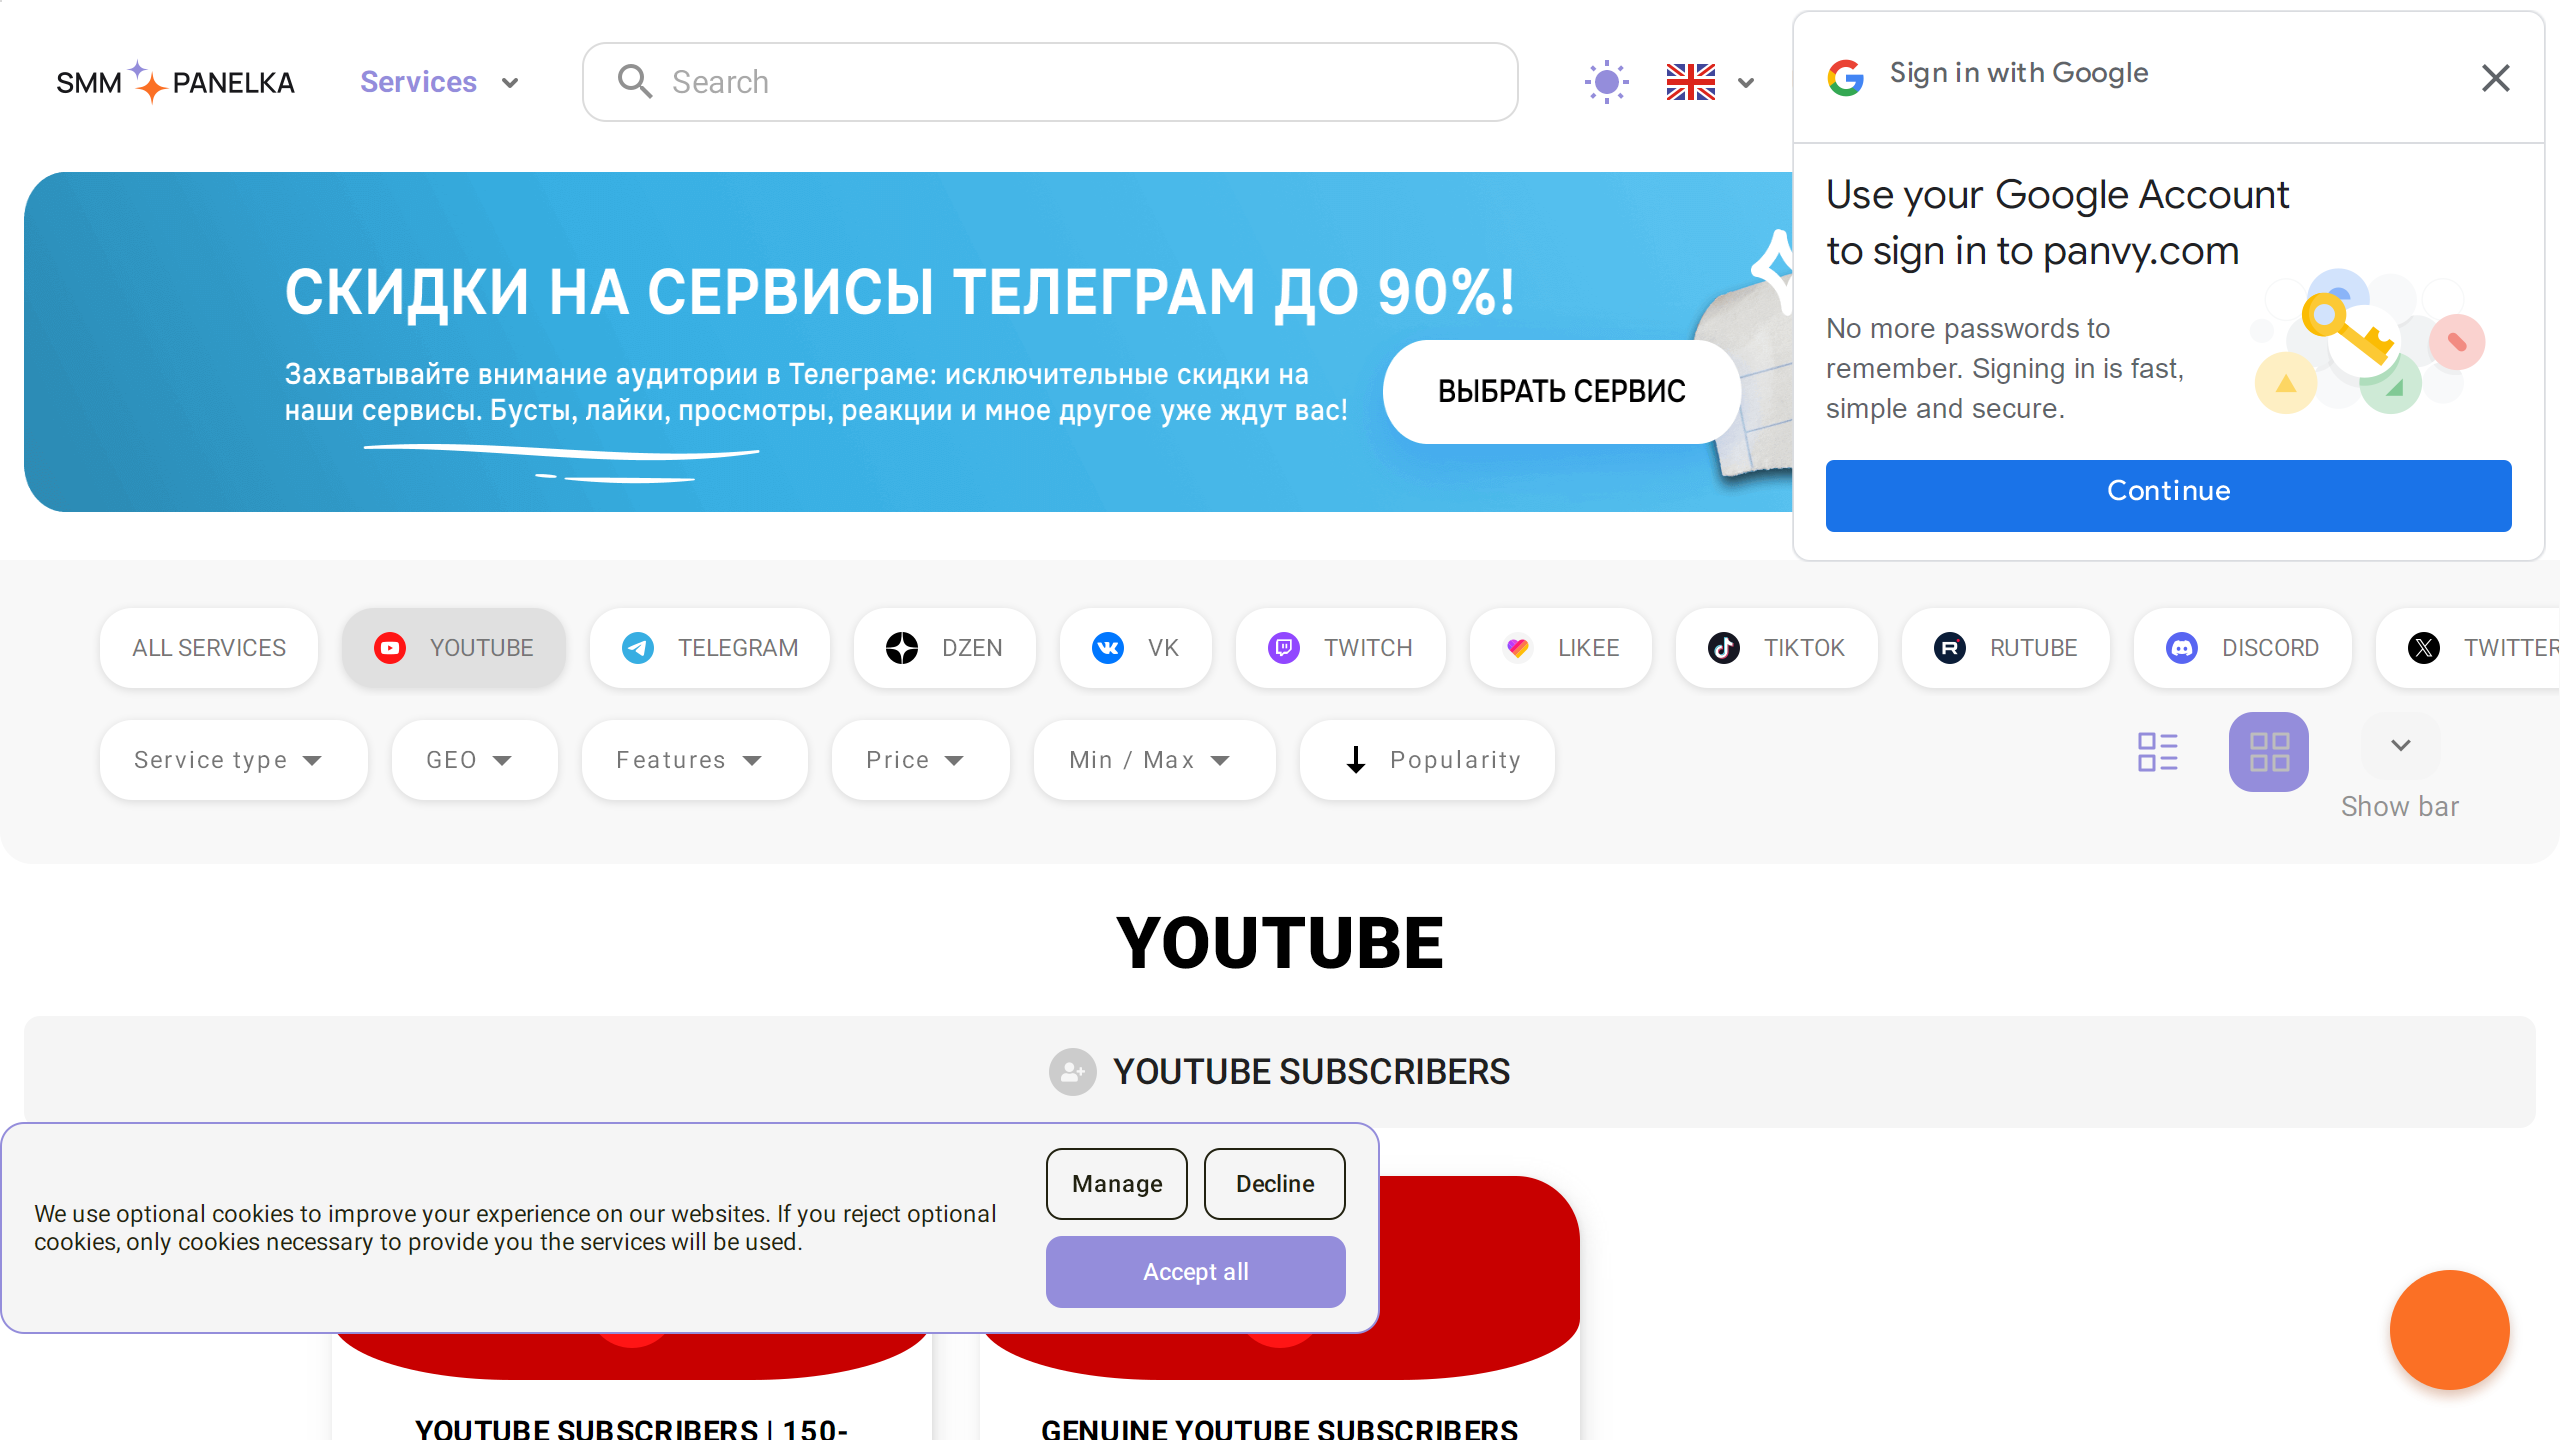 SMM PANELKA
Services
Search
Sign in with Google
Use your Google Account
to sign in to panvy.com
No more passwords to
remember. Signing in is fast,
simple and secure.
Continue
СКИДКИ НА СЕРВИСЫ ТЕЛЕГРАМ ДО 90%!
Захватывайте внимание аудитории в Телеграме: исключительные скидки на
наши сервисы. Бусты, лайки, просмотры, реакции и мное другое уже ждут вас!
ВЫБРАТЬ СЕРВИС
ALL SERVICES YOUTUBE TELEGRAM DZEN VK TWITCH LIKEE TIKTOK RUTUBE DISCORD TWITTER
Service type GEO Features Price Min / Max Popularity
Show bar
YOUTUBE
YOUTUBE SUBSCRIBERS
We use optional cookies to improve your experience on our websites. If you reject optional
cookies, only cookies necessary to provide you the services will be used.
Manage Decline
Accept all
YOUTUBE SUBSCRIBERS | 150-
GENUINE YOUTUBE SUBSCRIBERS